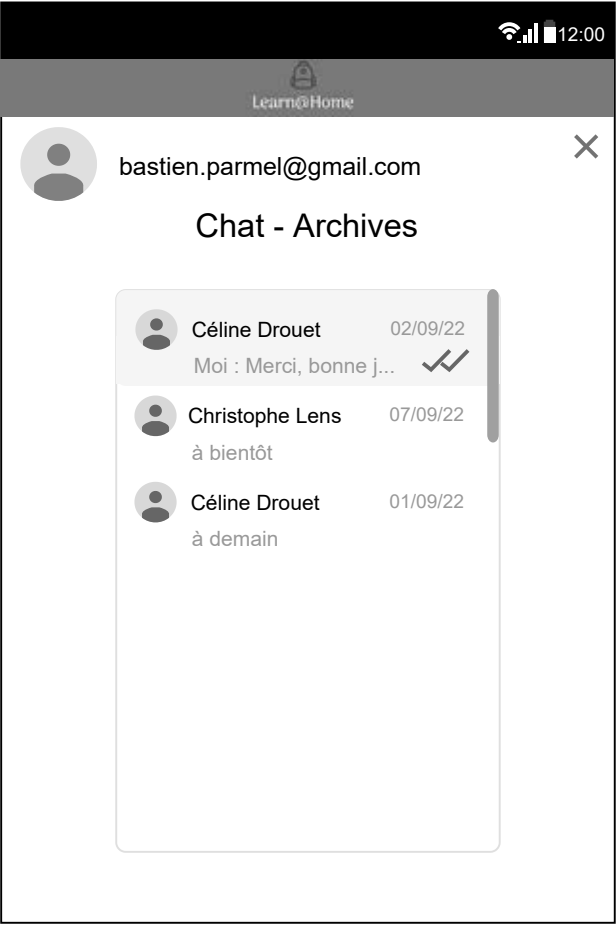 12:00
Learn@Home
bastien.parmel@gmail.com
Chat - Archives
Céline Drouet 02/09/22
Moi : Merci, bonne j...
Christophe Lens 07/09/22
à bientôt
Céline Drouet 01/09/22
à demain